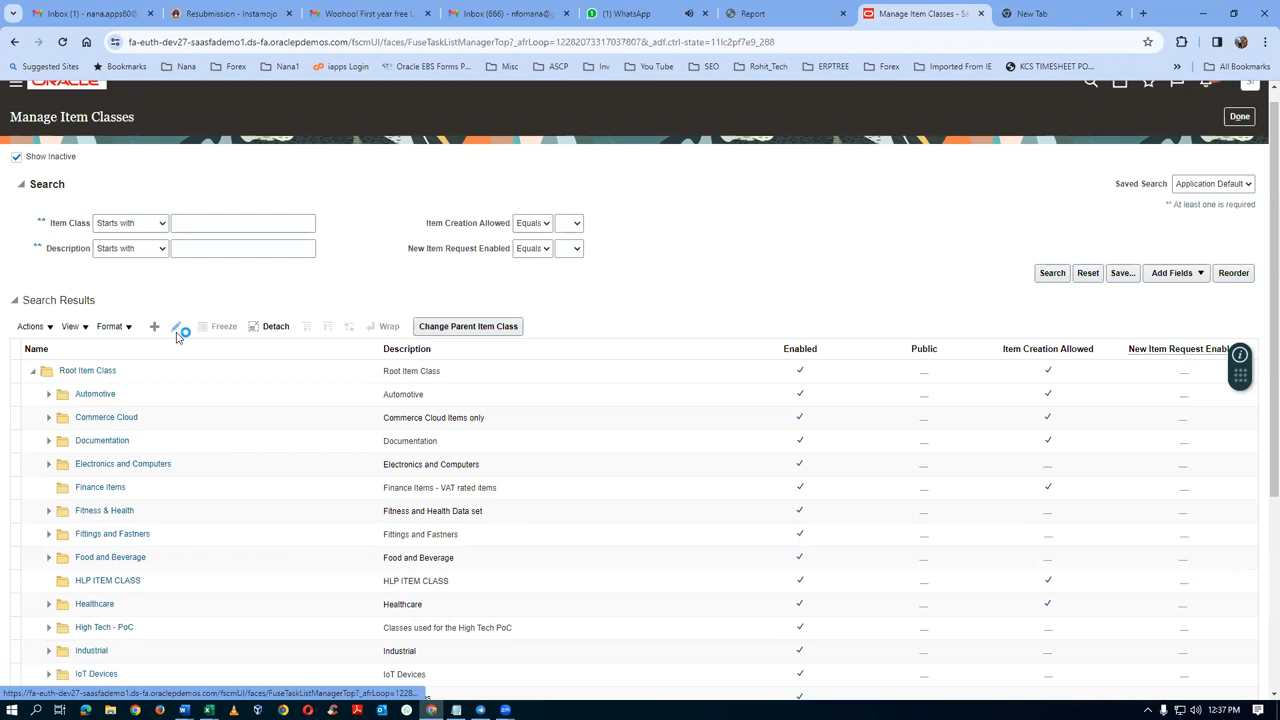 nana.apps60@
Resubmission - Instamojo
Woohoo! First year free L
Inbox (666) - nfornana@g
(1) WhatsApp
Report
Manage Item Classes - Se
New Tab
fa-euth-dev27-saasfademo1.ds-fa.oraclepdemos.com/fscmUI/faces/FuseTaskListManagerTop?_afrLoop=12282073317037807&_adf.ctrl-state=11lc2pf7e9_288
Suggested Sites
Bookmarks
Nana
Forex
Nana1
iapps Login
Oracle EBS Forms P...
Misc
ASCP
Inv
You Tube
SEO
Rohit_Tech
ERPTREE
Forex
Imported From IE
KCS TIMESHEET PO...
All Bookmarks
ORACLE
Manage Item Classes
Done
Show Inactive
Search
Saved Search Application Default
** At least one is required
** Item Class Starts with
Item Creation Allowed Equals
** Description Starts with
New Item Request Enabled Equals
Search Reset Save... Add Fields Reorder
Search Results
Actions View Format Freeze Detach Wrap Change Parent Item Class
Name Description Enabled Public Item Creation Allowed New Item Request Enabl
Root Item Class Root Item Class
Automotive Automotive
Commerce Cloud Commerce Cloud Items only
Documentation Documentation
Electronics and Computers Electronics and Computers
Finance Items Finance Items - VAT rated items
Fitness & Health Fitness and Health Data set
Fittings and Fastners Fittings and Fastners
Food and Beverage Food and Beverage
HLP ITEM CLASS HLP ITEM CLASS
Healthcare Healthcare
High Tech - PoC Classes used for the High Tech PoC
Industrial Industrial
IoT Devices IoT Devices
https://fa-euth-dev27-saasfademo1.ds-fa.oraclepdemos.com/fscmUI/faces/FuseTaskListManagerTop?_afrLoop=1228...
12:37 PM